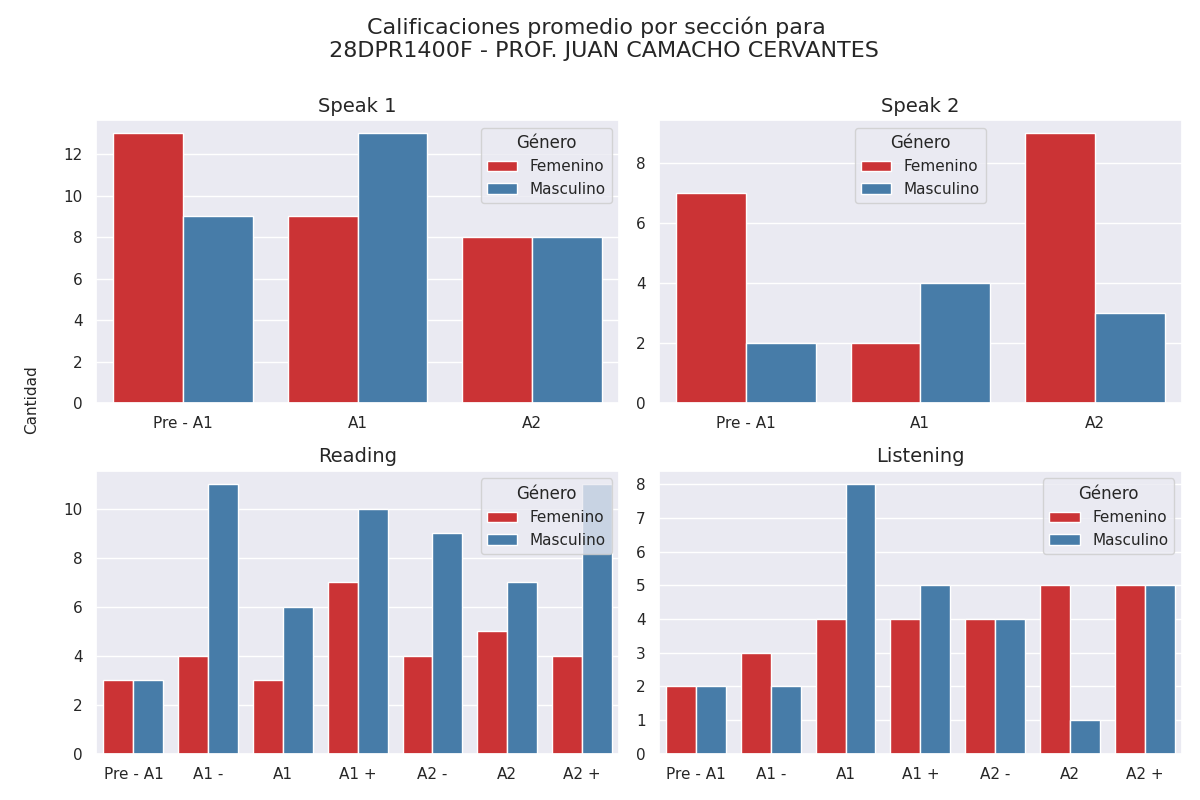 Calificaciones promedio por sección para
28DPR1400F - PROF. JUAN CAMACHO CERVANTES
Cantidad
Speak 1
Género
Femenino
Masculino
12
10
8
6
4
2
0
Pre - A1
A1
A2
Speak 2
Género
Femenino
Masculino
8
6
4
2
0
Pre - A1
A1
A2
Reading
Género
Femenino
Masculino
10
8
6
4
2
0
Pre - A1
A1 -
A1
A1 +
A2 -
A2
A2 +
Listening
Género
Femenino
Masculino
8
7
6
5
4
3
2
1
0
Pre - A1
A1 -
A1
A1 +
A2 -
A2
A2 +